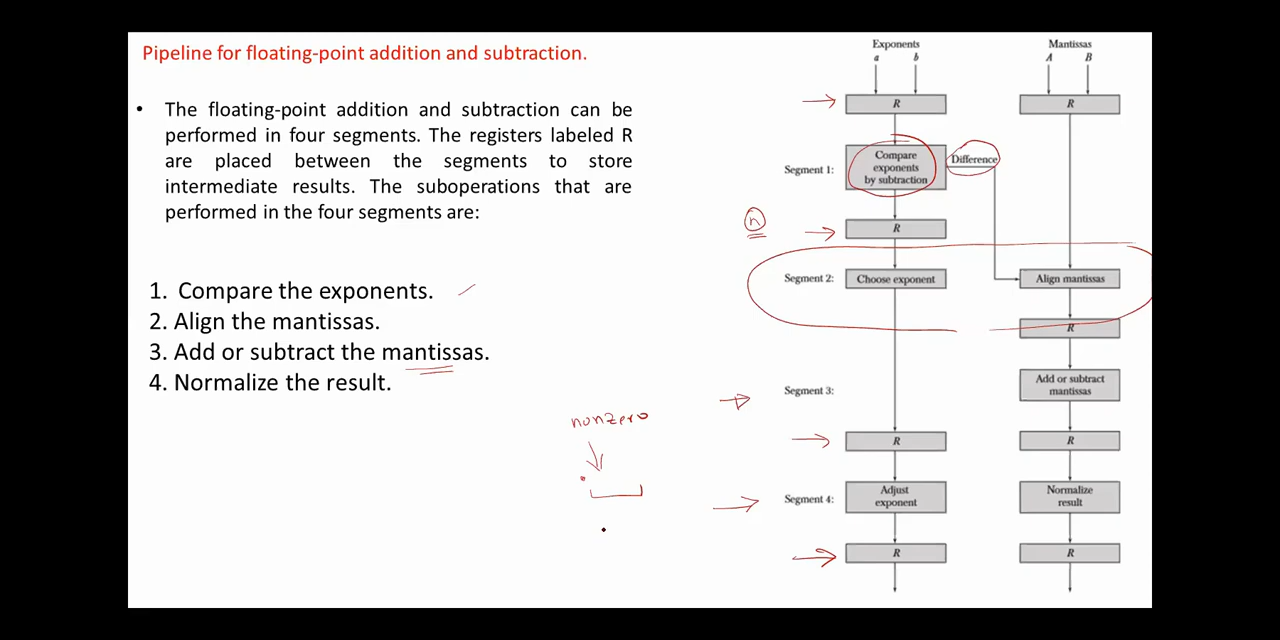 Pipeline for floating-point addition and subtraction.
• The floating-point addition and subtraction can be
performed in four segments. The registers labeled R
are placed between the segments to store
intermediate results. The suboperations that are
performed in the four segments are:
1. Compare the exponents.
2. Align the mantissas.
3. Add or subtract the mantissas.
4. Normalize the result.
nonzero
Exponents
a b
Mantissas
A B
R
R
Segment 1:
Compare
exponents
by subtraction
Difference
n
R
Segment 2:
Choose exponent
Align mantissas
R
Segment 3:
Add or subtract
mantissas
R
R
Segment 4:
Adjust
exponent
Normalize
result
R
R